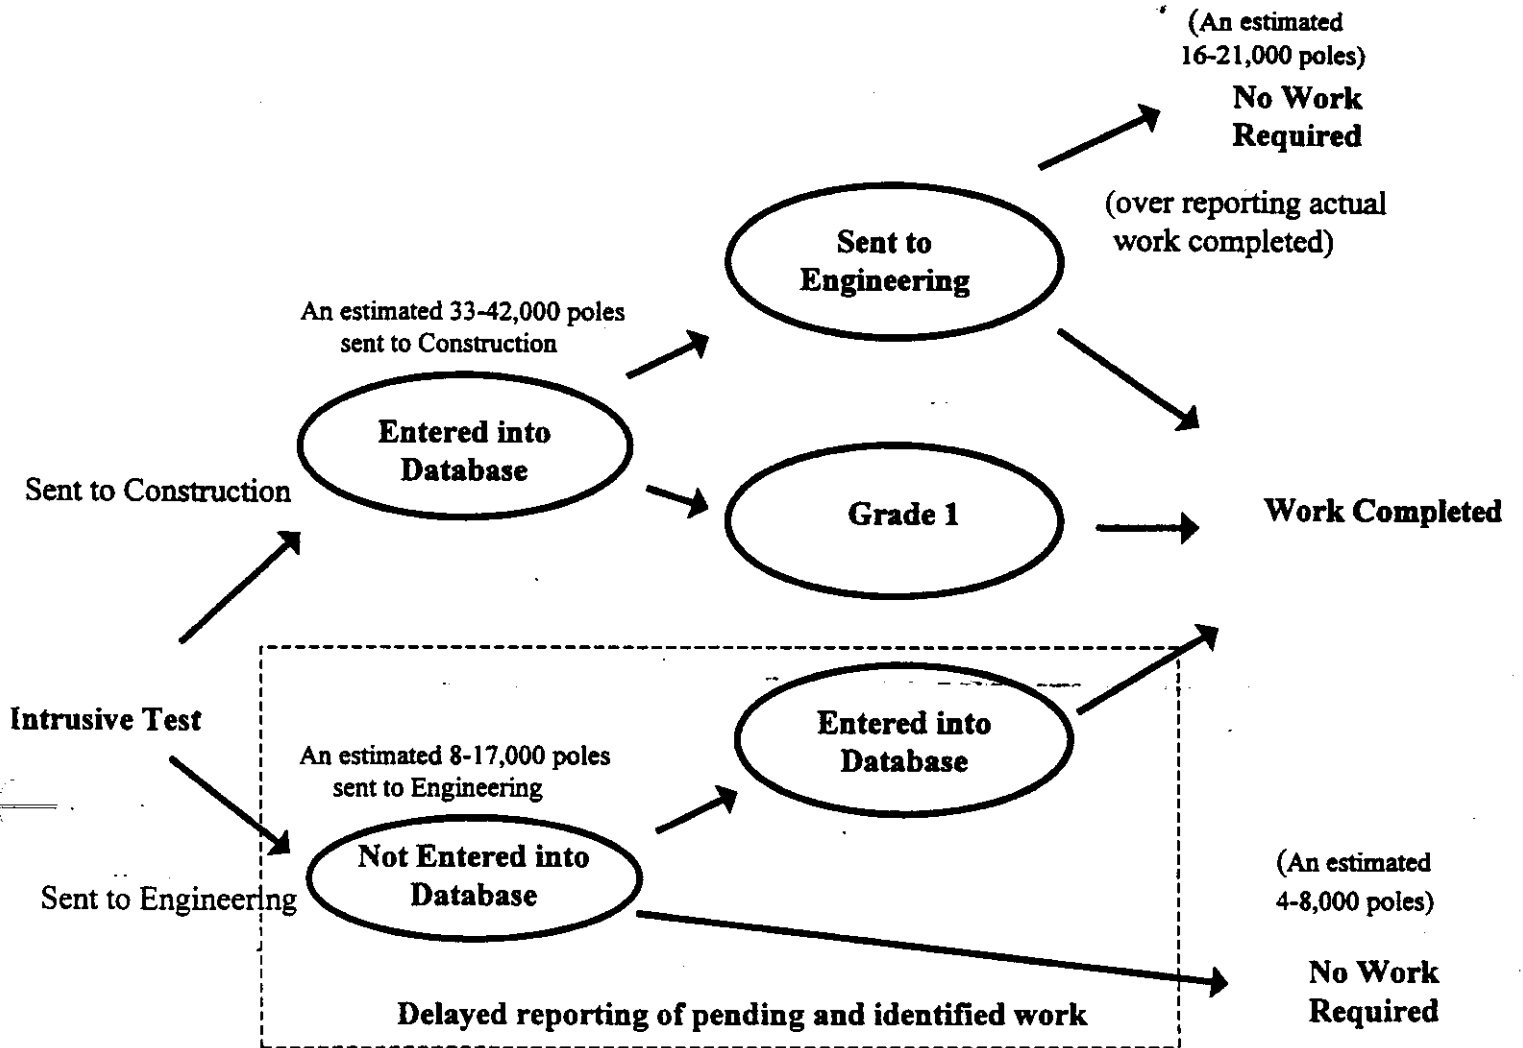 (An estimated
16-21,000 poles)
No Work
Required
(over reporting actual
work completed)
Sent to
Engineering
An estimated 33-42,000 poles
sent to Construction
Entered into
Database
Sent to Construction
Grade 1
Work Completed
Intrusive Test
An estimated 8-17,000 poles
sent to Engineering
Entered into
Database
Not Entered into
Database
Sent to Engineering
(An estimated
4-8,000 poles)
No Work
Required
Delayed reporting of pending and identified work